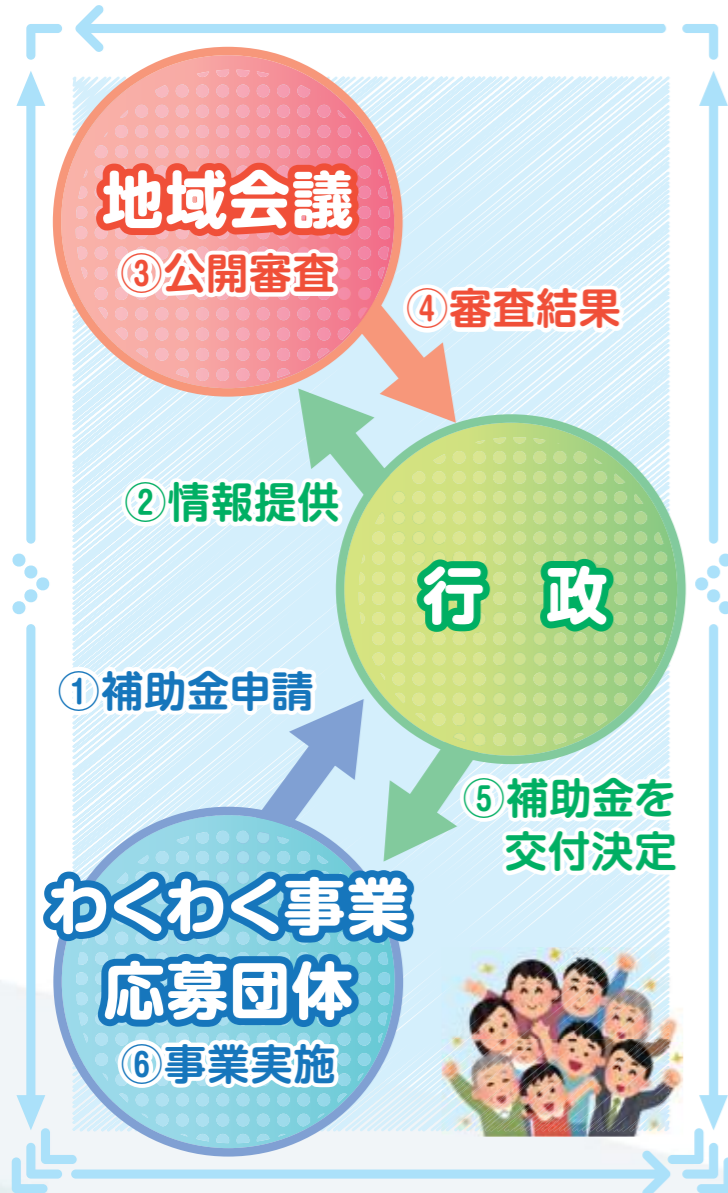 地域会議
③公開審査
④審査結果
②情報提供
行 政
①補助金申請
⑤補助金を
交付決定
わくわく事業
応募団体
⑥事業実施